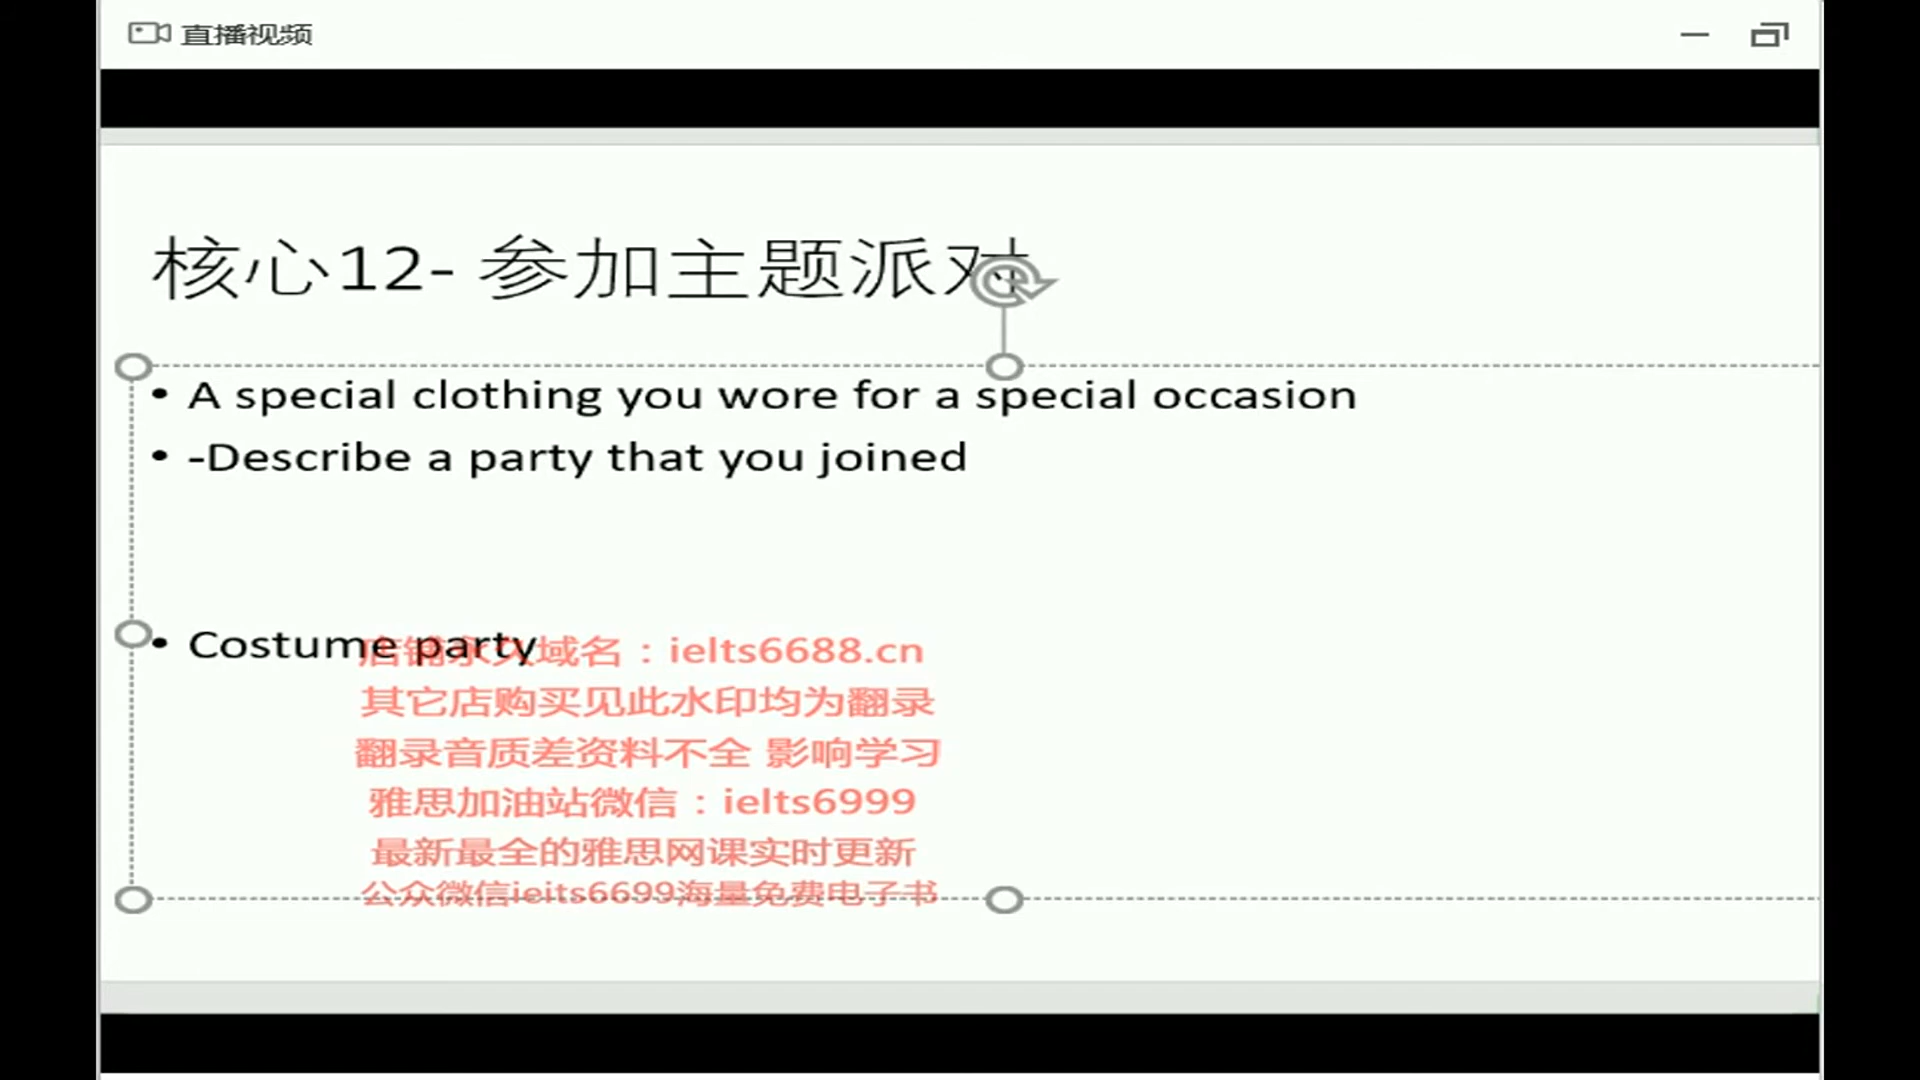 直播视频
核心12- 参加主题派对
• A special clothing you wore for a special occasion
• -Describe a party that you joined
• Costume party
店铺永久域名：ielts6688.cn
其它店购买见此水印均为翻录
翻录音质差资料不全 影响学习
雅思加油站微信：ielts6999
最新最全的雅思网课实时更新
公众微信ieits6699海量免费电子书